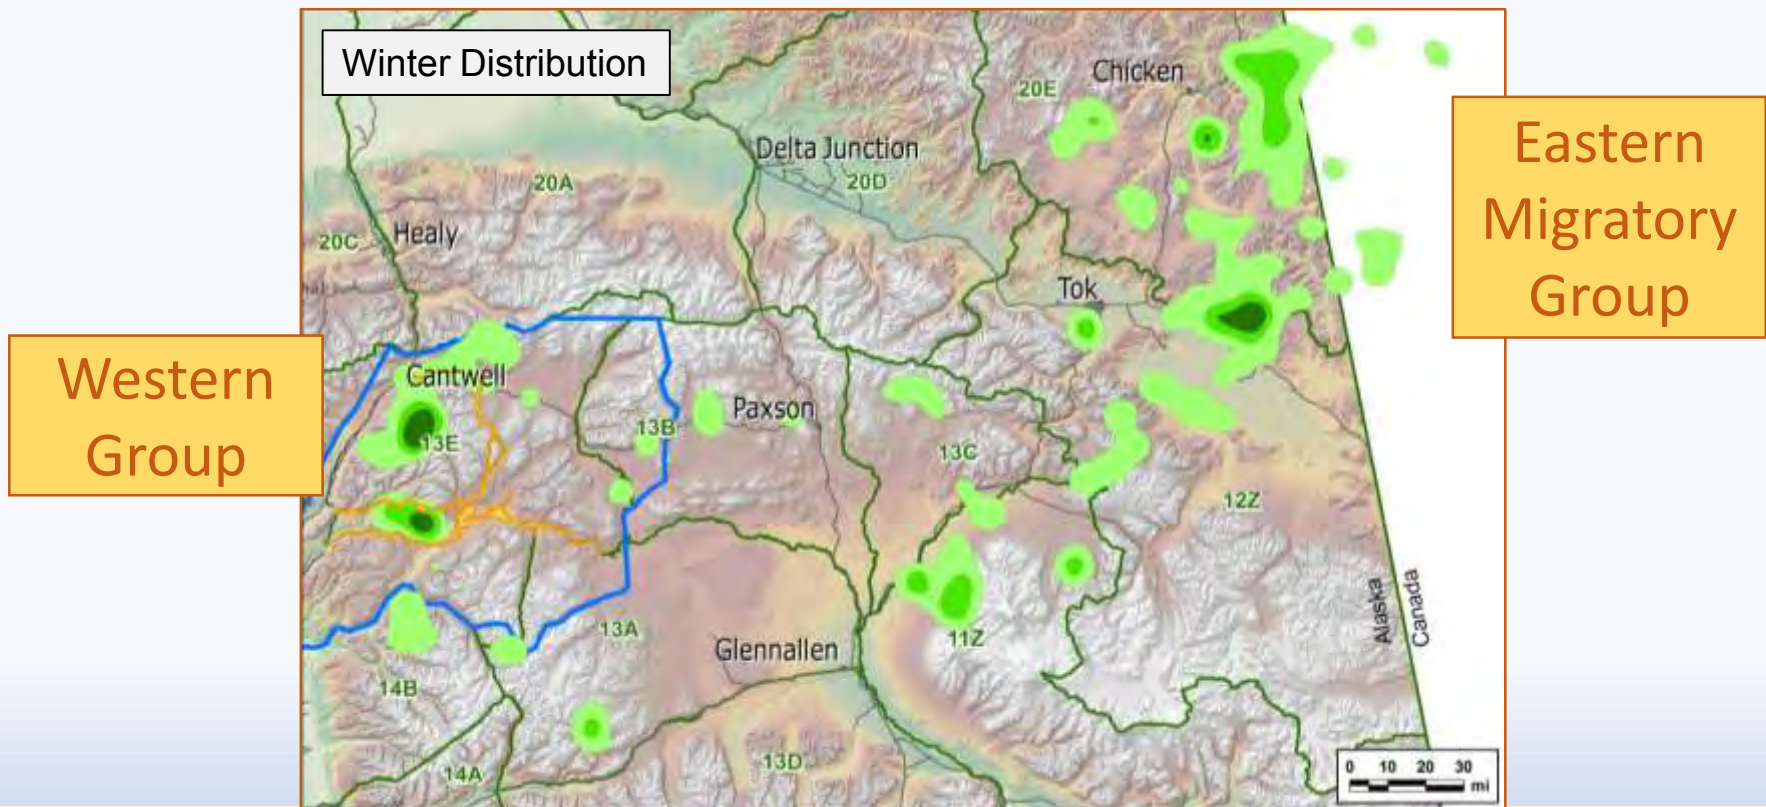 Winter Distribution
Chicken
20E
Eastern
Migratory
Group
Delta Junction
20D
20A
20C
Healy
Tok
Western
Group
Cantwell
13E
13B
Paxson
13C
12Z
13A
11Z
Glennallen
Alaska
Canada
14B
14A
13D
0 10 20 30
mi